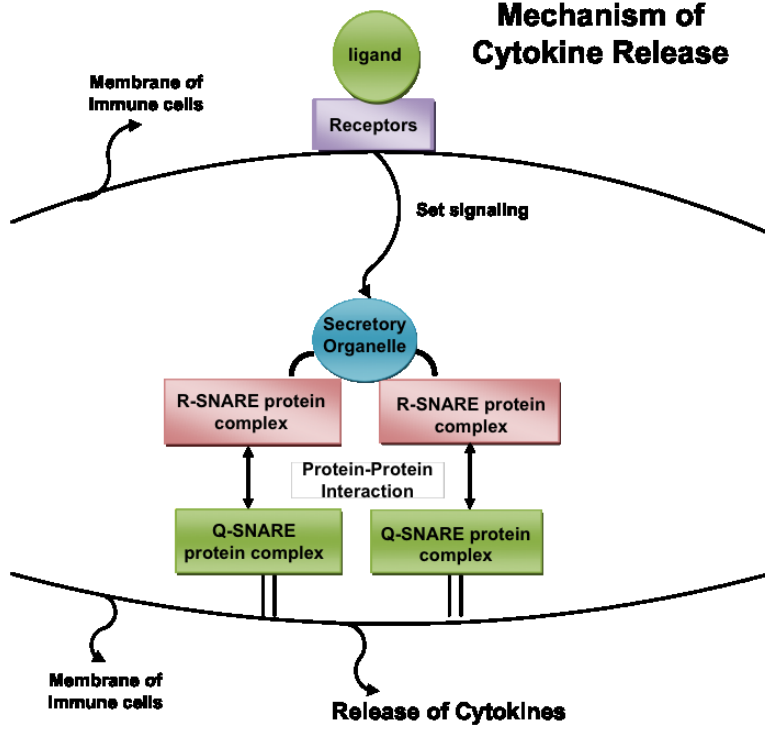 Mechanism of
Cytokine Release
ligand
Membrane of
Immune cells
Receptors
Set signaling
Secretory
Organelle
R-SNARE protein
complex
R-SNARE protein
complex
Protein-Protein
Interaction
Q-SNARE
protein complex
Q-SNARE protein
complex
Membrane of
Immune cells
Release of Cytokines